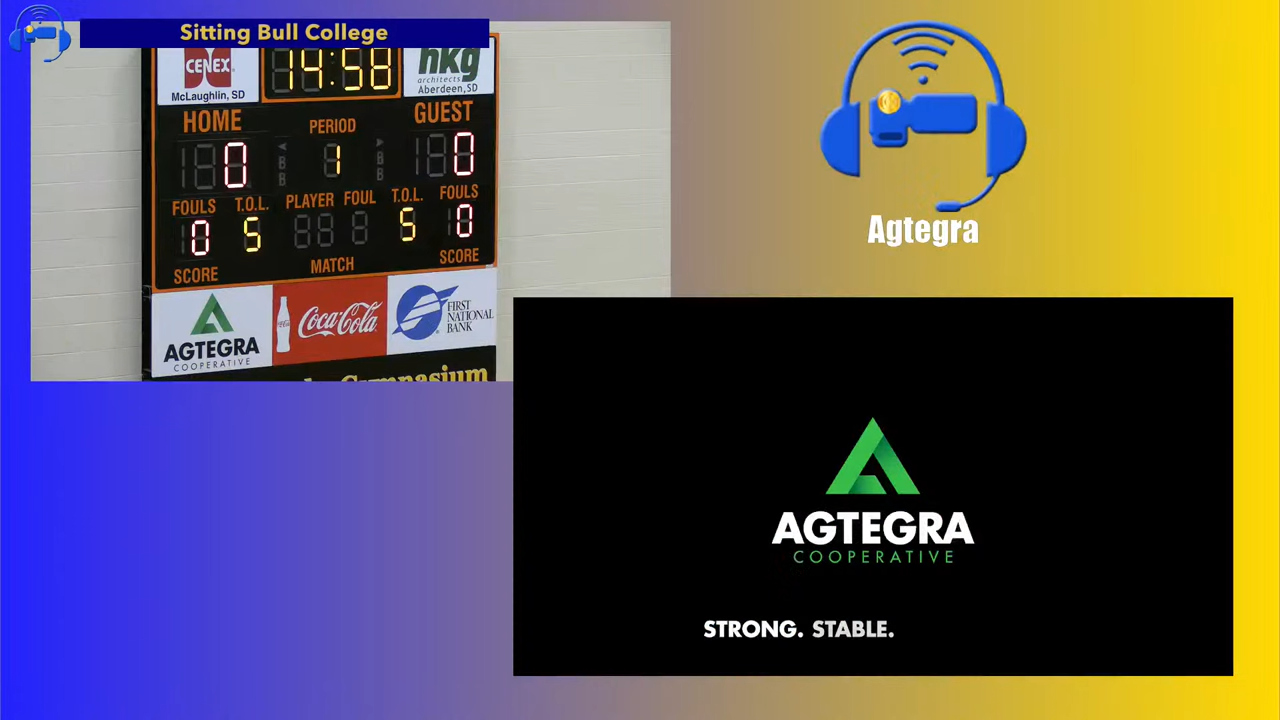 Sitting Bull College
CENEX
McLaughlin, SD
14:58
hkg
architects
Aberdeen, SD
HOME
PERIOD
GUEST
0
1
0
FOULS
T.O.L.
PLAYER
FOUL
T.O.L.
FOULS
0
5
5
0
SCORE
MATCH
SCORE
AGTEGRA
COOPERATIVE
Coca-Cola
FIRST
NATIONAL
BANK
Gymnasium
Agtegra
AGTEGRA
COOPERATIVE
STRONG. STABLE.